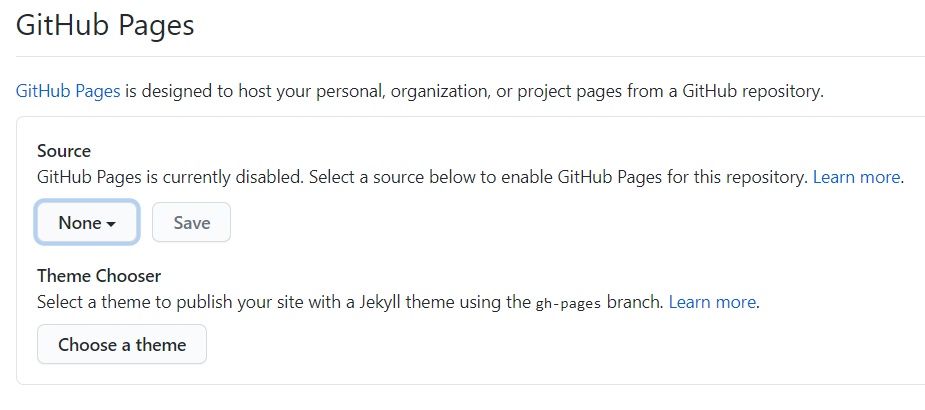 GitHub Pages
GitHub Pages is designed to host your personal, organization, or project pages from a GitHub repository.
Source
GitHub Pages is currently disabled. Select a source below to enable GitHub Pages for this repository. Learn more.
None Save
Theme Chooser
Select a theme to publish your site with a Jekyll theme using the gh-pages branch. Learn more.
Choose a theme